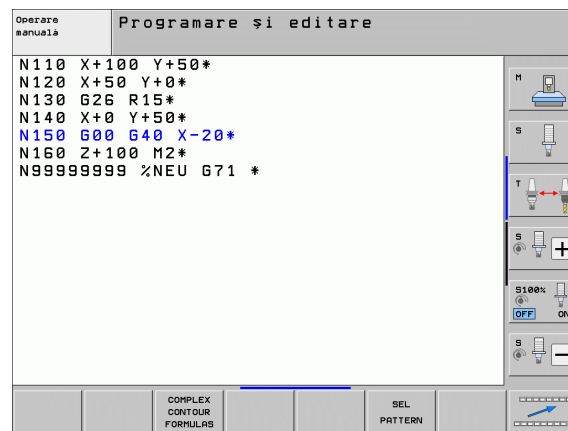 Operare
manuală
Programare și editare
N110 X+100 Y+50*
N120 X+50 Y+0*
N130 G26 R15*
N140 X+0 Y+50*
N150 G00 G40 X-20*
N160 Z+100 M2*
N99999999 %NEU G71 *
M
S
T
S
+
S100%
OFF ON
S
-
COMPLEX
CONTOUR
FORMULAS
SEL
PATTERN